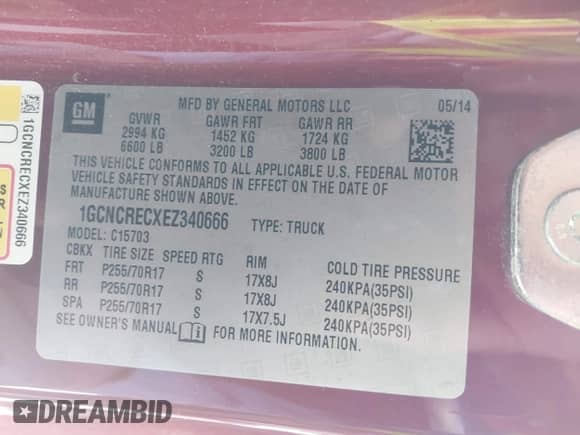 GM
MFD BY GENERAL MOTORS LLC 05/14
GVWR GAWR FRT GAWR RR
2994 KG 1452 KG 1724 KG
6600 LB 3200 LB 3800 LB
THIS VEHICLE CONFORMS TO ALL APPLICABLE U.S. FEDERAL MOTOR
VEHICLE SAFETY STANDARDS IN EFFECT ON THE DATE OF
MANUFACTURE SHOWN ABOVE.
1GCNCRECXEZ340666 TYPE: TRUCK
MODEL: C15703
CBKX TIRE SIZE SPEED RTG RIM COLD TIRE PRESSURE
FRT P255/70R17 S 17X8J 240KPA(35PSI)
RR P255/70R17 S 17X8J 240KPA(35PSI)
SPA P255/70R17 S 17X7.5J 240KPA(35PSI)
SEE OWNER'S MANUAL FOR MORE INFORMATION.
1GCNCRECXEZ340666
DREAMBID